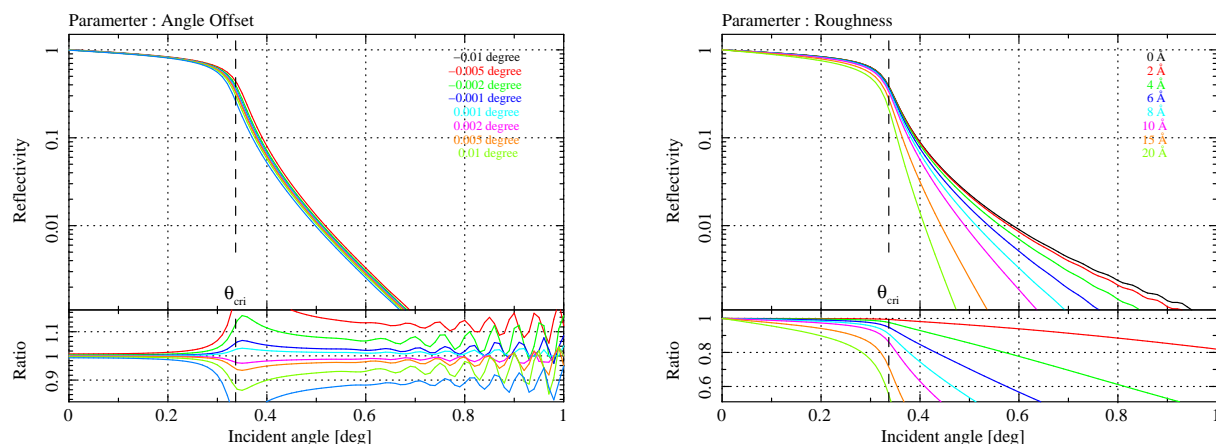 Paramerter : Angle Offset
1
0.1
0.01
Reflectivity
−0.01 degree
−0.005 degree
−0.002 degree
−0.001 degree
0.001 degree
0.002 degree
0.005 degree
0.01 degree
θcri
1.1
1
0.9
Ratio
0 0.2 0.4 0.6 0.8 1
Incident angle [deg]
Paramerter : Roughness
1
0.1
0.01
Reflectivity
0 Å
2 Å
4 Å
6 Å
8 Å
10 Å
15 Å
20 Å
θcri
1
0.8
0.6
Ratio
0 0.2 0.4 0.6 0.8 1
Incident angle [deg]